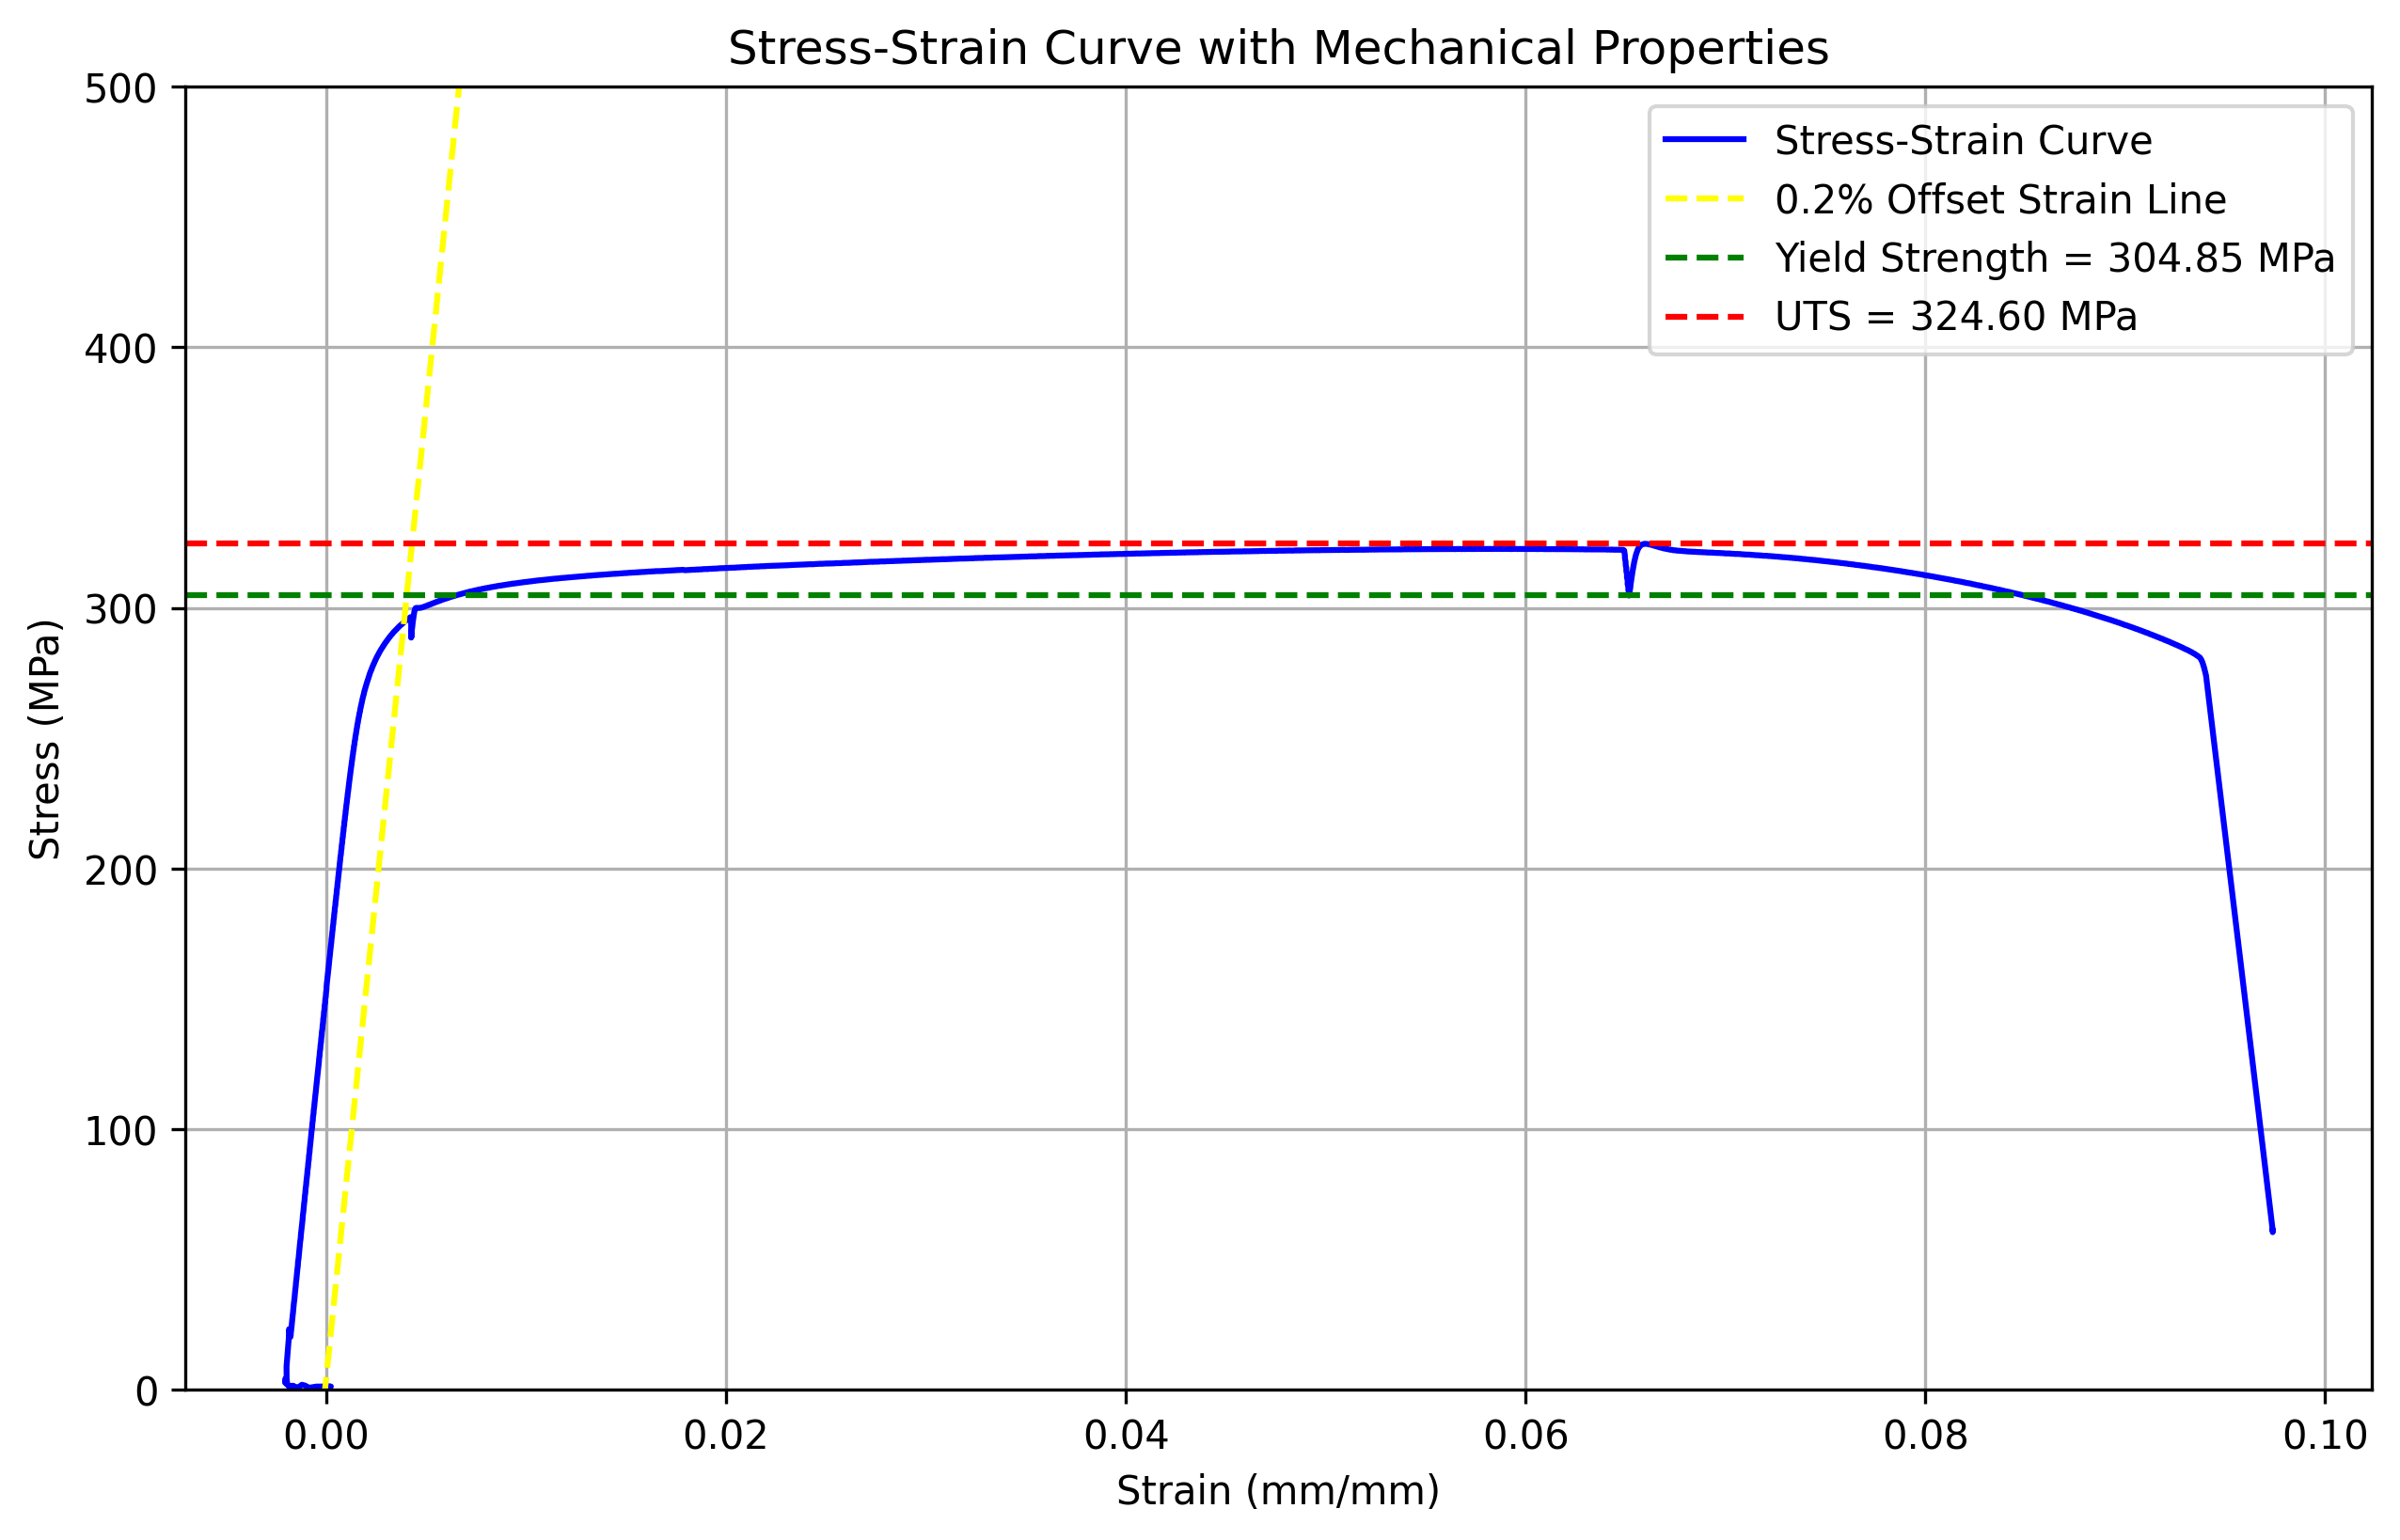 Stress-Strain Curve with Mechanical Properties
Stress-Strain Curve
0.2% Offset Strain Line
Yield Strength = 304.85 MPa
UTS = 324.60 MPa
Stress (MPa)
500
400
300
200
100
0
0.00 0.02 0.04 0.06 0.08 0.10
Strain (mm/mm)